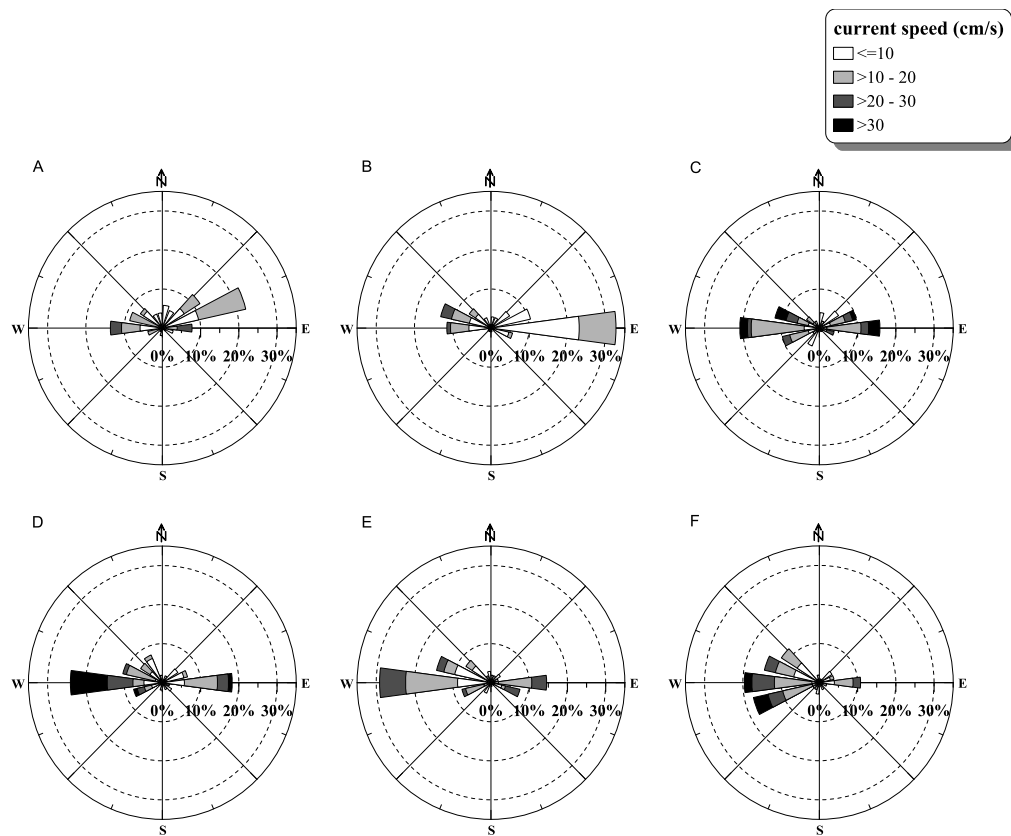 current speed (cm/s)
<=10
>10 - 20
>20 - 30
>30
A B C
N N N
W E W E W E
0% 10% 20% 30% 0% 10% 20% 30% 0% 10% 20% 30%
S S S
D E F
N N N
W E W E W E
0% 10% 20% 30% 0% 10% 20% 30% 0% 10% 20% 30%
S S S